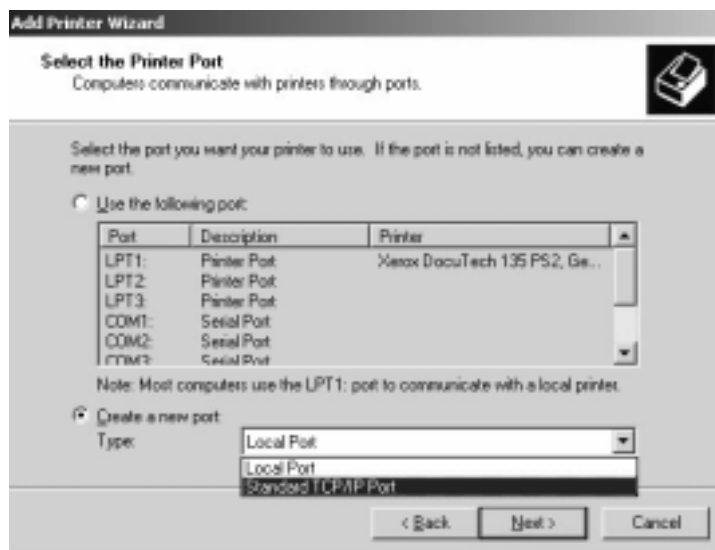 Add Printer Wizard
Select the Printer Port
Computers communicate with printers through ports.
Select the port you want your printer to use. If the port is not listed, you can create a
new port.
Use the following port:
Port Description Printer
LPT1: Printer Port Xerox DocuTech 135 PS2, Ge...
LPT2: Printer Port
LPT3: Printer Port
COM1: Serial Port
COM2: Serial Port
COM3: Serial Port
Note: Most computers use the LPT1: port to communicate with a local printer.
Create a new port:
Type: Local Port
Local Port
Standard TCP/IP Port
< Back Next > Cancel